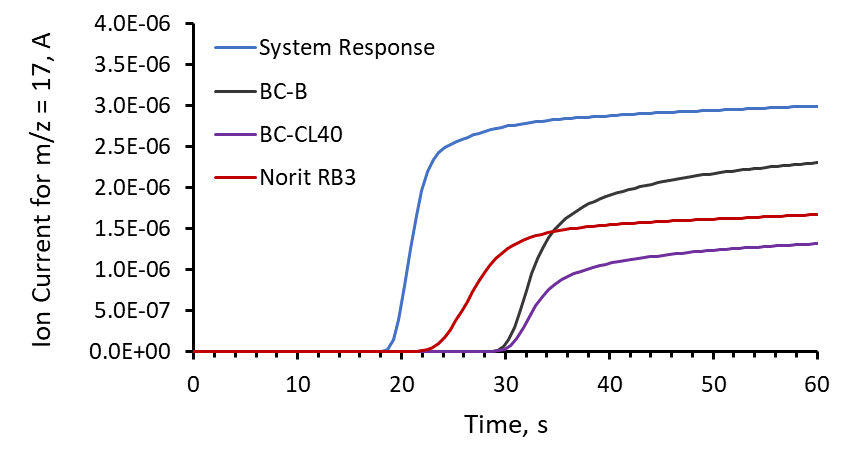 Ion Current for m/z = 17, A
4.0E-06
3.5E-06
3.0E-06
2.5E-06
2.0E-06
1.5E-06
1.0E-06
5.0E-07
0.0E+00
System Response
BC-B
BC-CL40
Norit RB3
0 10 20 30 40 50 60
Time, s